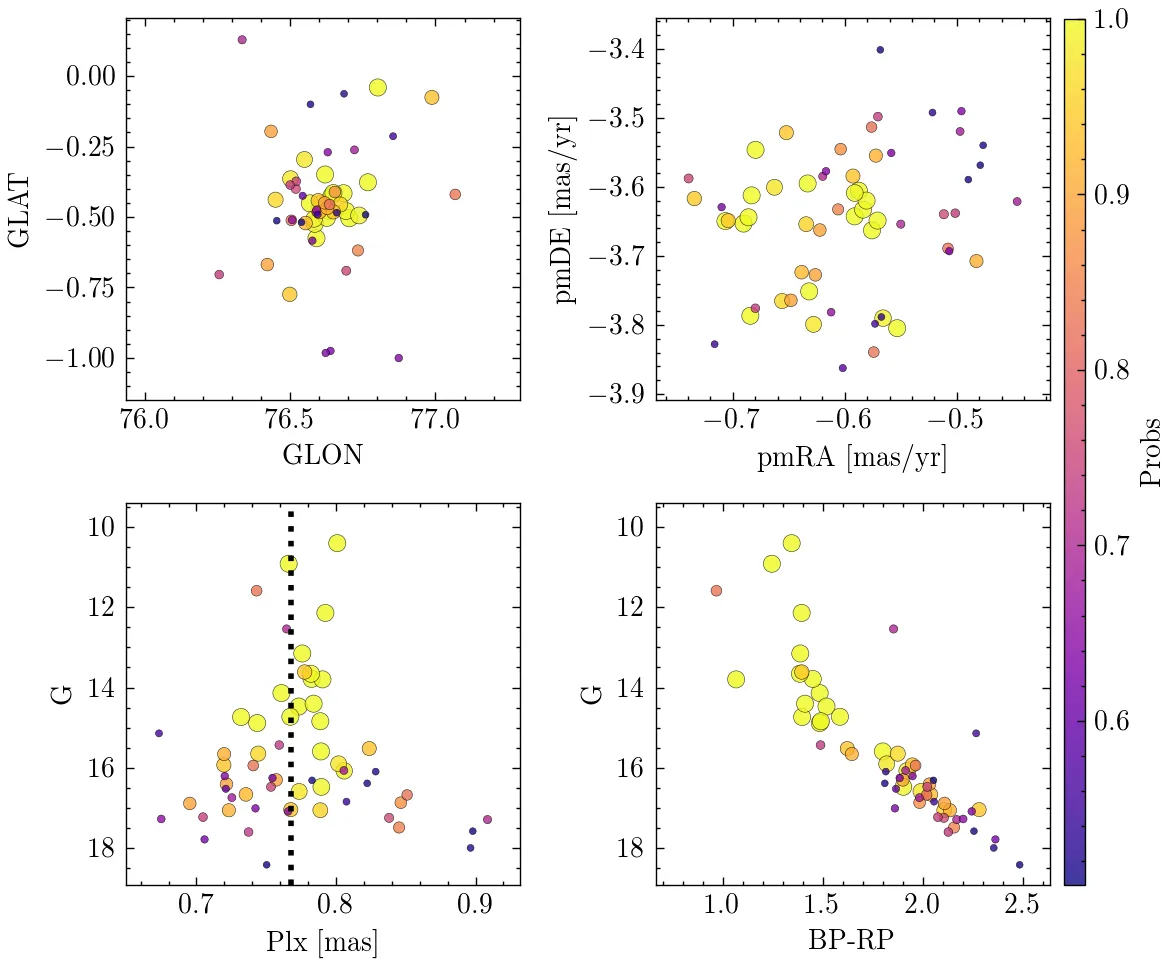 0.00
−0.25
−0.50
−0.75
−1.00
GLAT
76.0 76.5 77.0
GLON
−3.4
−3.5
−3.6
−3.7
−3.8
−3.9
pmDE [mas/yr]
−0.7 −0.6 −0.5
pmRA [mas/yr]
1.0
0.9
0.8
0.7
0.6
Probs
10
12
14
16
18
G
0.7 0.8 0.9
Plx [mas]
10
12
14
16
18
G
1.0 1.5 2.0 2.5
BP-RP